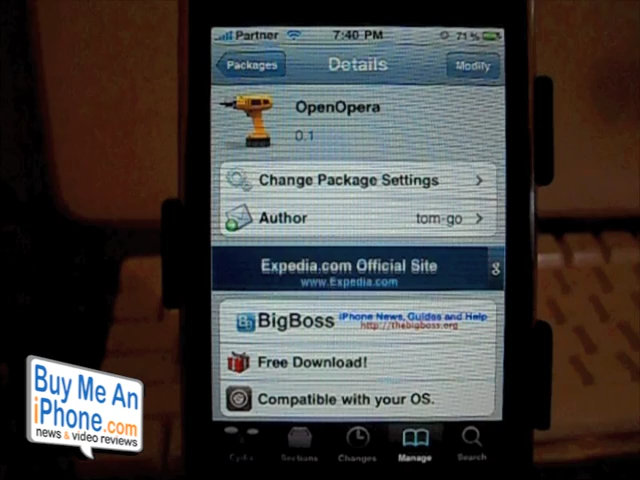 Partner 7:40 PM 71%
Packages Details Modify
OpenOpera
0.1
Change Package Settings
Author tom-go
Expedia.com Official Site
www.Expedia.com
BigBoss iPhone News, Guides and Help
http://thebigboss.org
Free Download!
Compatible with your OS.
Cydia Sections Changes Manage Search
Buy Me An
iPhone.com
news & video reviews